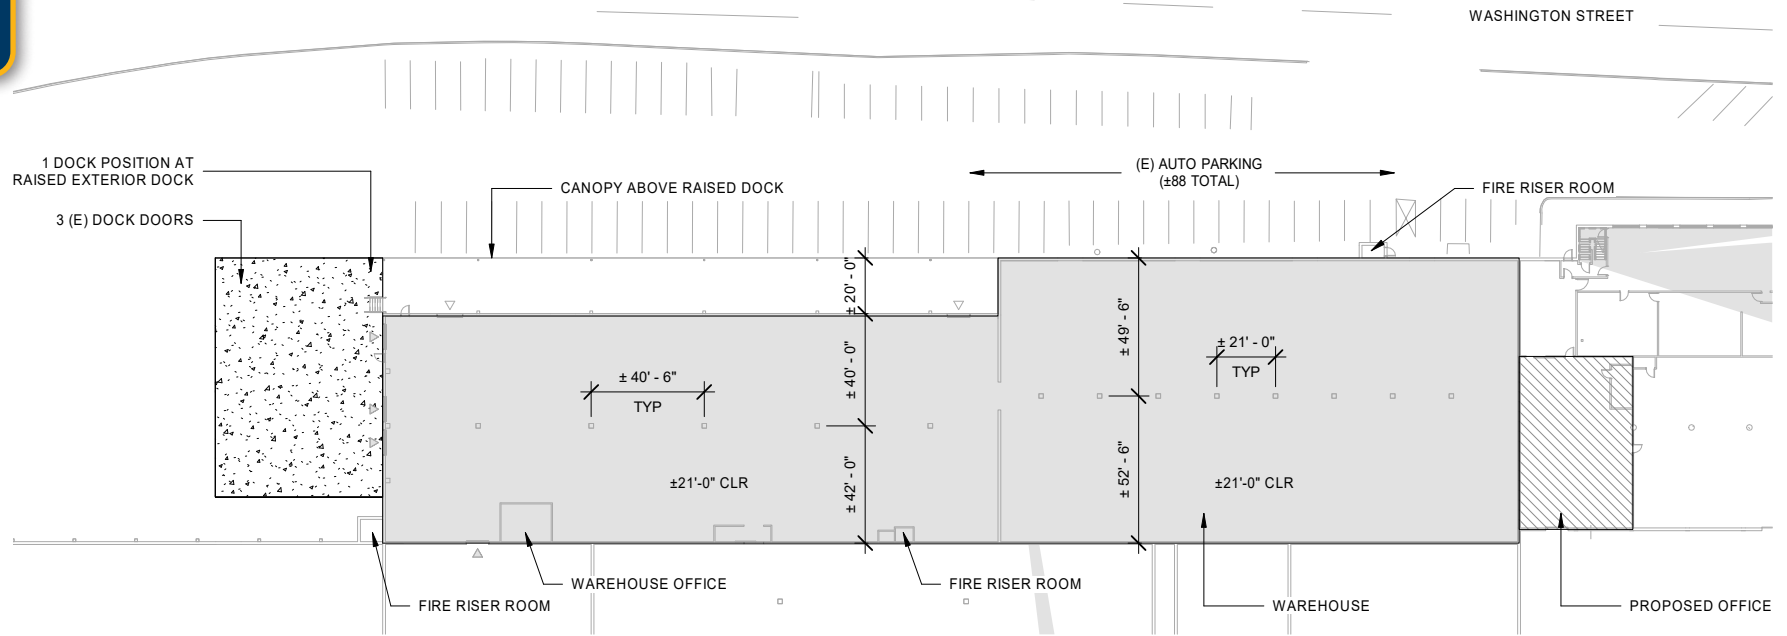 WASHINGTON STREET
1 DOCK POSITION AT
RAISED EXTERIOR DOCK
3 (E) DOCK DOORS
CANOPY ABOVE RAISED DOCK
(E) AUTO PARKING
(±88 TOTAL)
FIRE RISER ROOM
± 20' - 0"
± 49' - 6"
± 21' - 0"
TYP
± 40' - 6"
TYP
± 40' - 0"
±21'-0" CLR
± 42' - 0"
± 52' - 6"
±21'-0" CLR
WAREHOUSE OFFICE
FIRE RISER ROOM
FIRE RISER ROOM
WAREHOUSE
PROPOSED OFFICE